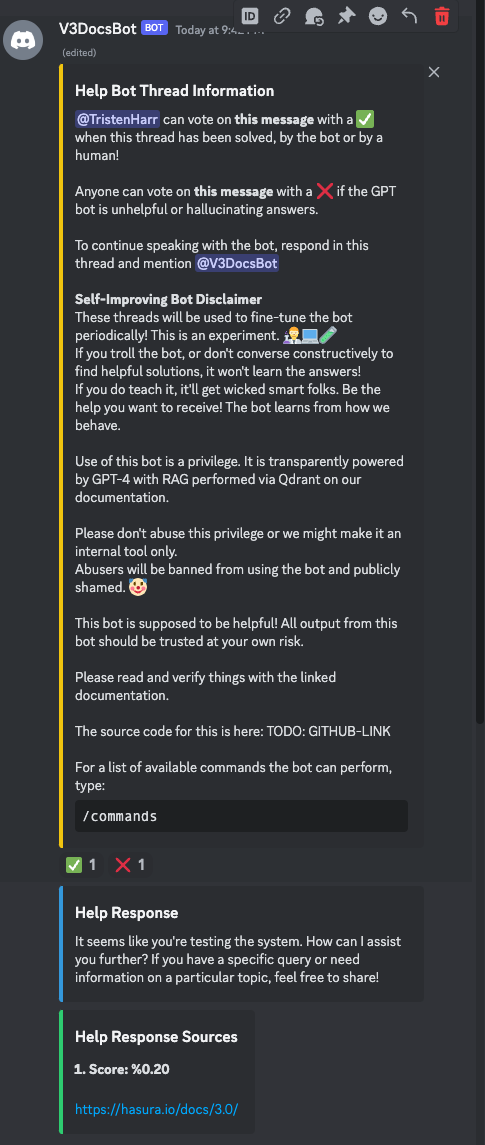 V3DocsBot BOT Today at 9:42 PM
(edited)
Help Bot Thread Information
@TristenHarr can vote on this message with a ✅
when this thread has been solved, by the bot or by a
human!
Anyone can vote on this message with a ❌ if the GPT
bot is unhelpful or hallucinating answers.
To continue speaking with the bot, respond in this
thread and mention @V3DocsBot
Self-Improving Bot Disclaimer
These threads will be used to fine-tune the bot
periodically! This is an experiment. 🧑‍🔬💻🧪
If you troll the bot, or don't converse constructively to
find helpful solutions, it won't learn the answers!
If you do teach it, it'll get wicked smart folks. Be the
help you want to receive! The bot learns from how we
behave.
Use of this bot is a privilege. It is transparently powered
by GPT-4 with RAG performed via Qdrant on our
documentation.
Please don't abuse this privilege or we might make it an
internal tool only.
Abusers will be banned from using the bot and publicly
shamed. 🤡
This bot is supposed to be helpful! All output from this
bot should be trusted at your own risk.
Please read and verify things with the linked
documentation.
The source code for this is here: TODO: GITHUB-LINK
For a list of available commands the bot can perform,
type:
/commands
✅ 1 ❌ 1
Help Response
It seems like you're testing the system. How can I assist
you further? If you have a specific query or need
information on a particular topic, feel free to share!
Help Response Sources
1. Score: %0.20
https://hasura.io/docs/3.0/